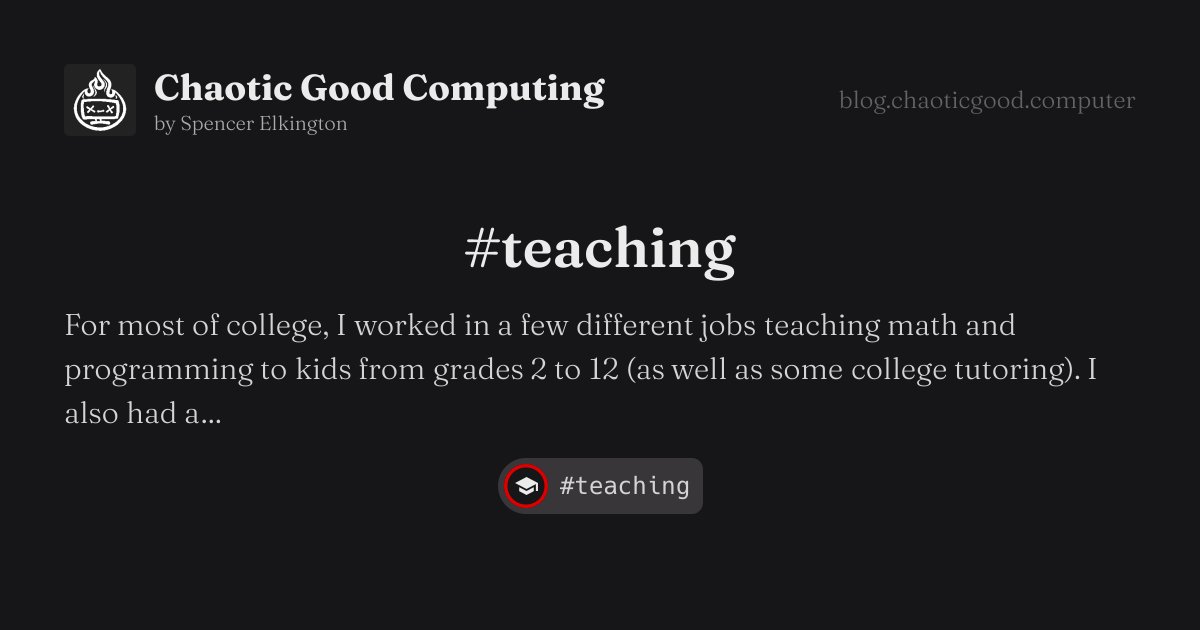 Chaotic Good Computing
by Spencer Elkington
blog.chaoticgood.computer
#teaching
For most of college, I worked in a few different jobs teaching math and
programming to kids from grades 2 to 12 (as well as some college tutoring). I
also had a...
#teaching